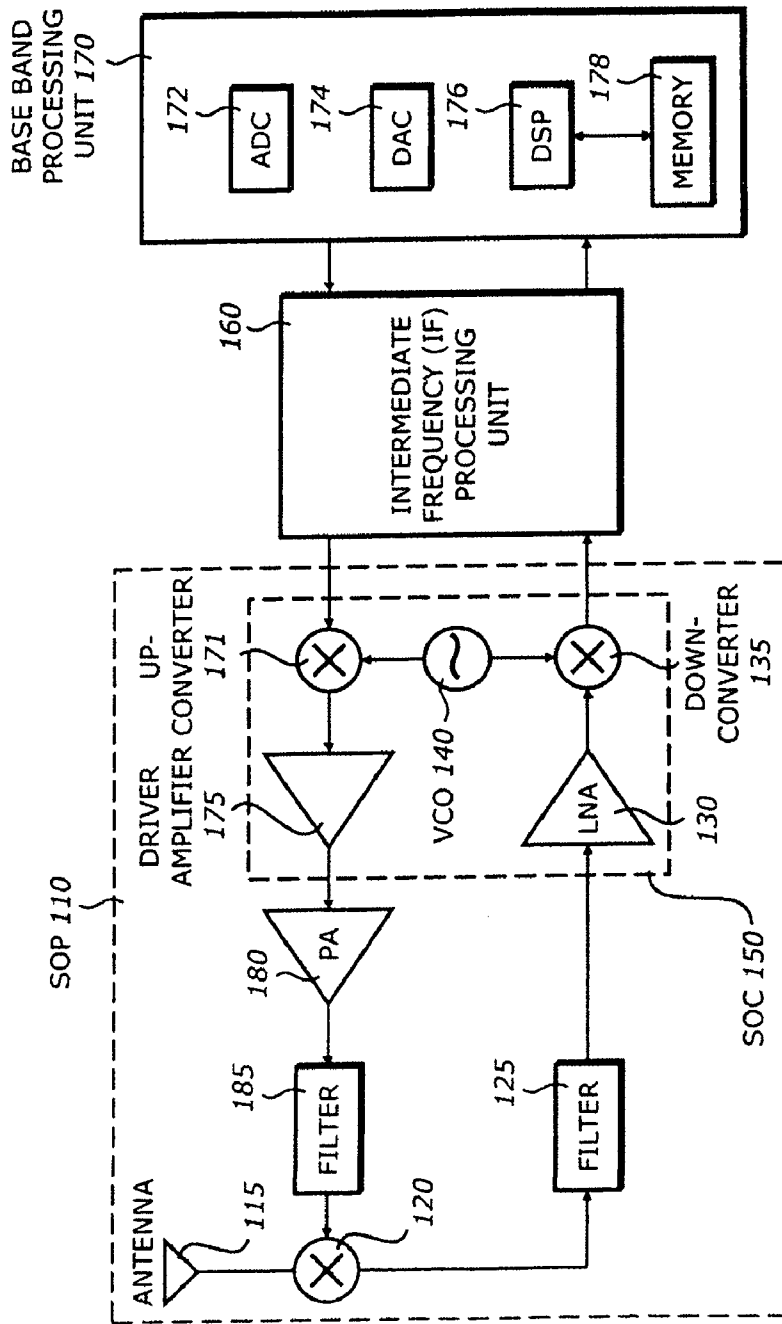 SOP 110
ANTENNA
115
120
FILTER
185
PA
180
DRIVER
AMPLIFIER
175
UP-
CONVERTER
171
VCO 140
FILTER
125
LNA
130
DOWN-
CONVERTER
135
SOC 150
160
INTERMEDIATE
FREQUENCY (IF)
PROCESSING
UNIT
BASE BAND
PROCESSING
UNIT 170
172
ADC
174
DAC
176
DSP
178
MEMORY